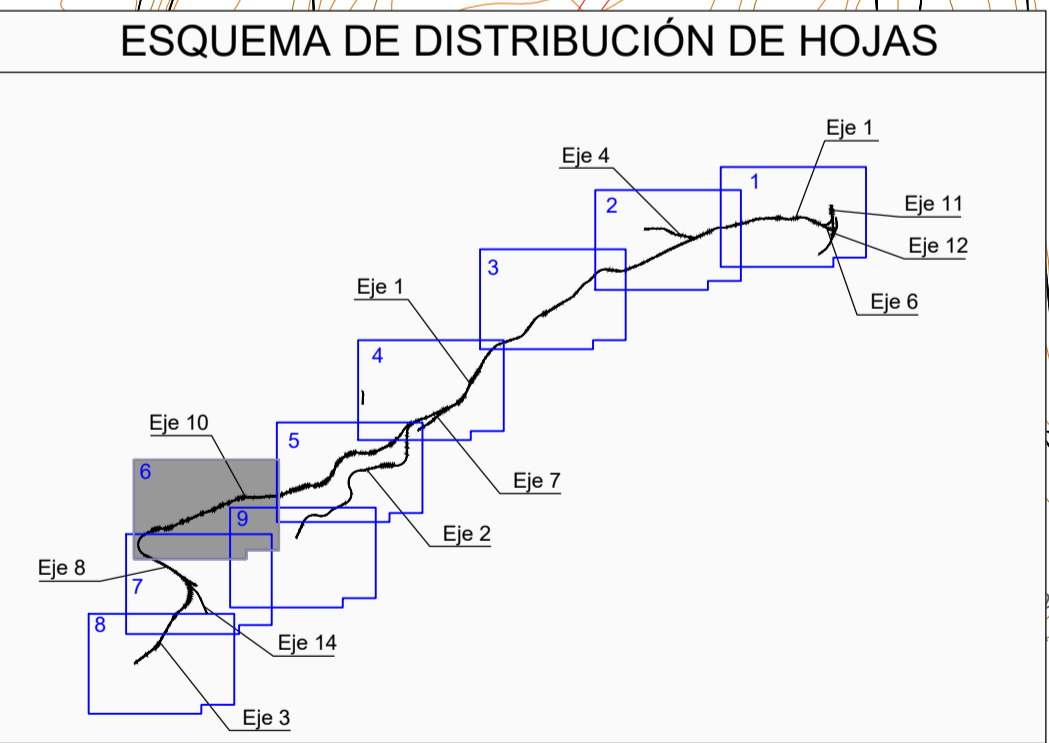 ESQUEMA DE DISTRIBUCIÓN DE HOJAS
Eje 1
Eje 4
1
2
Eje 11
Eje 12
3
Eje 1
Eje 6
4
Eje 10
5
6
Eje 7
9
Eje 2
Eje 8
7
8
Eje 14
Eje 3